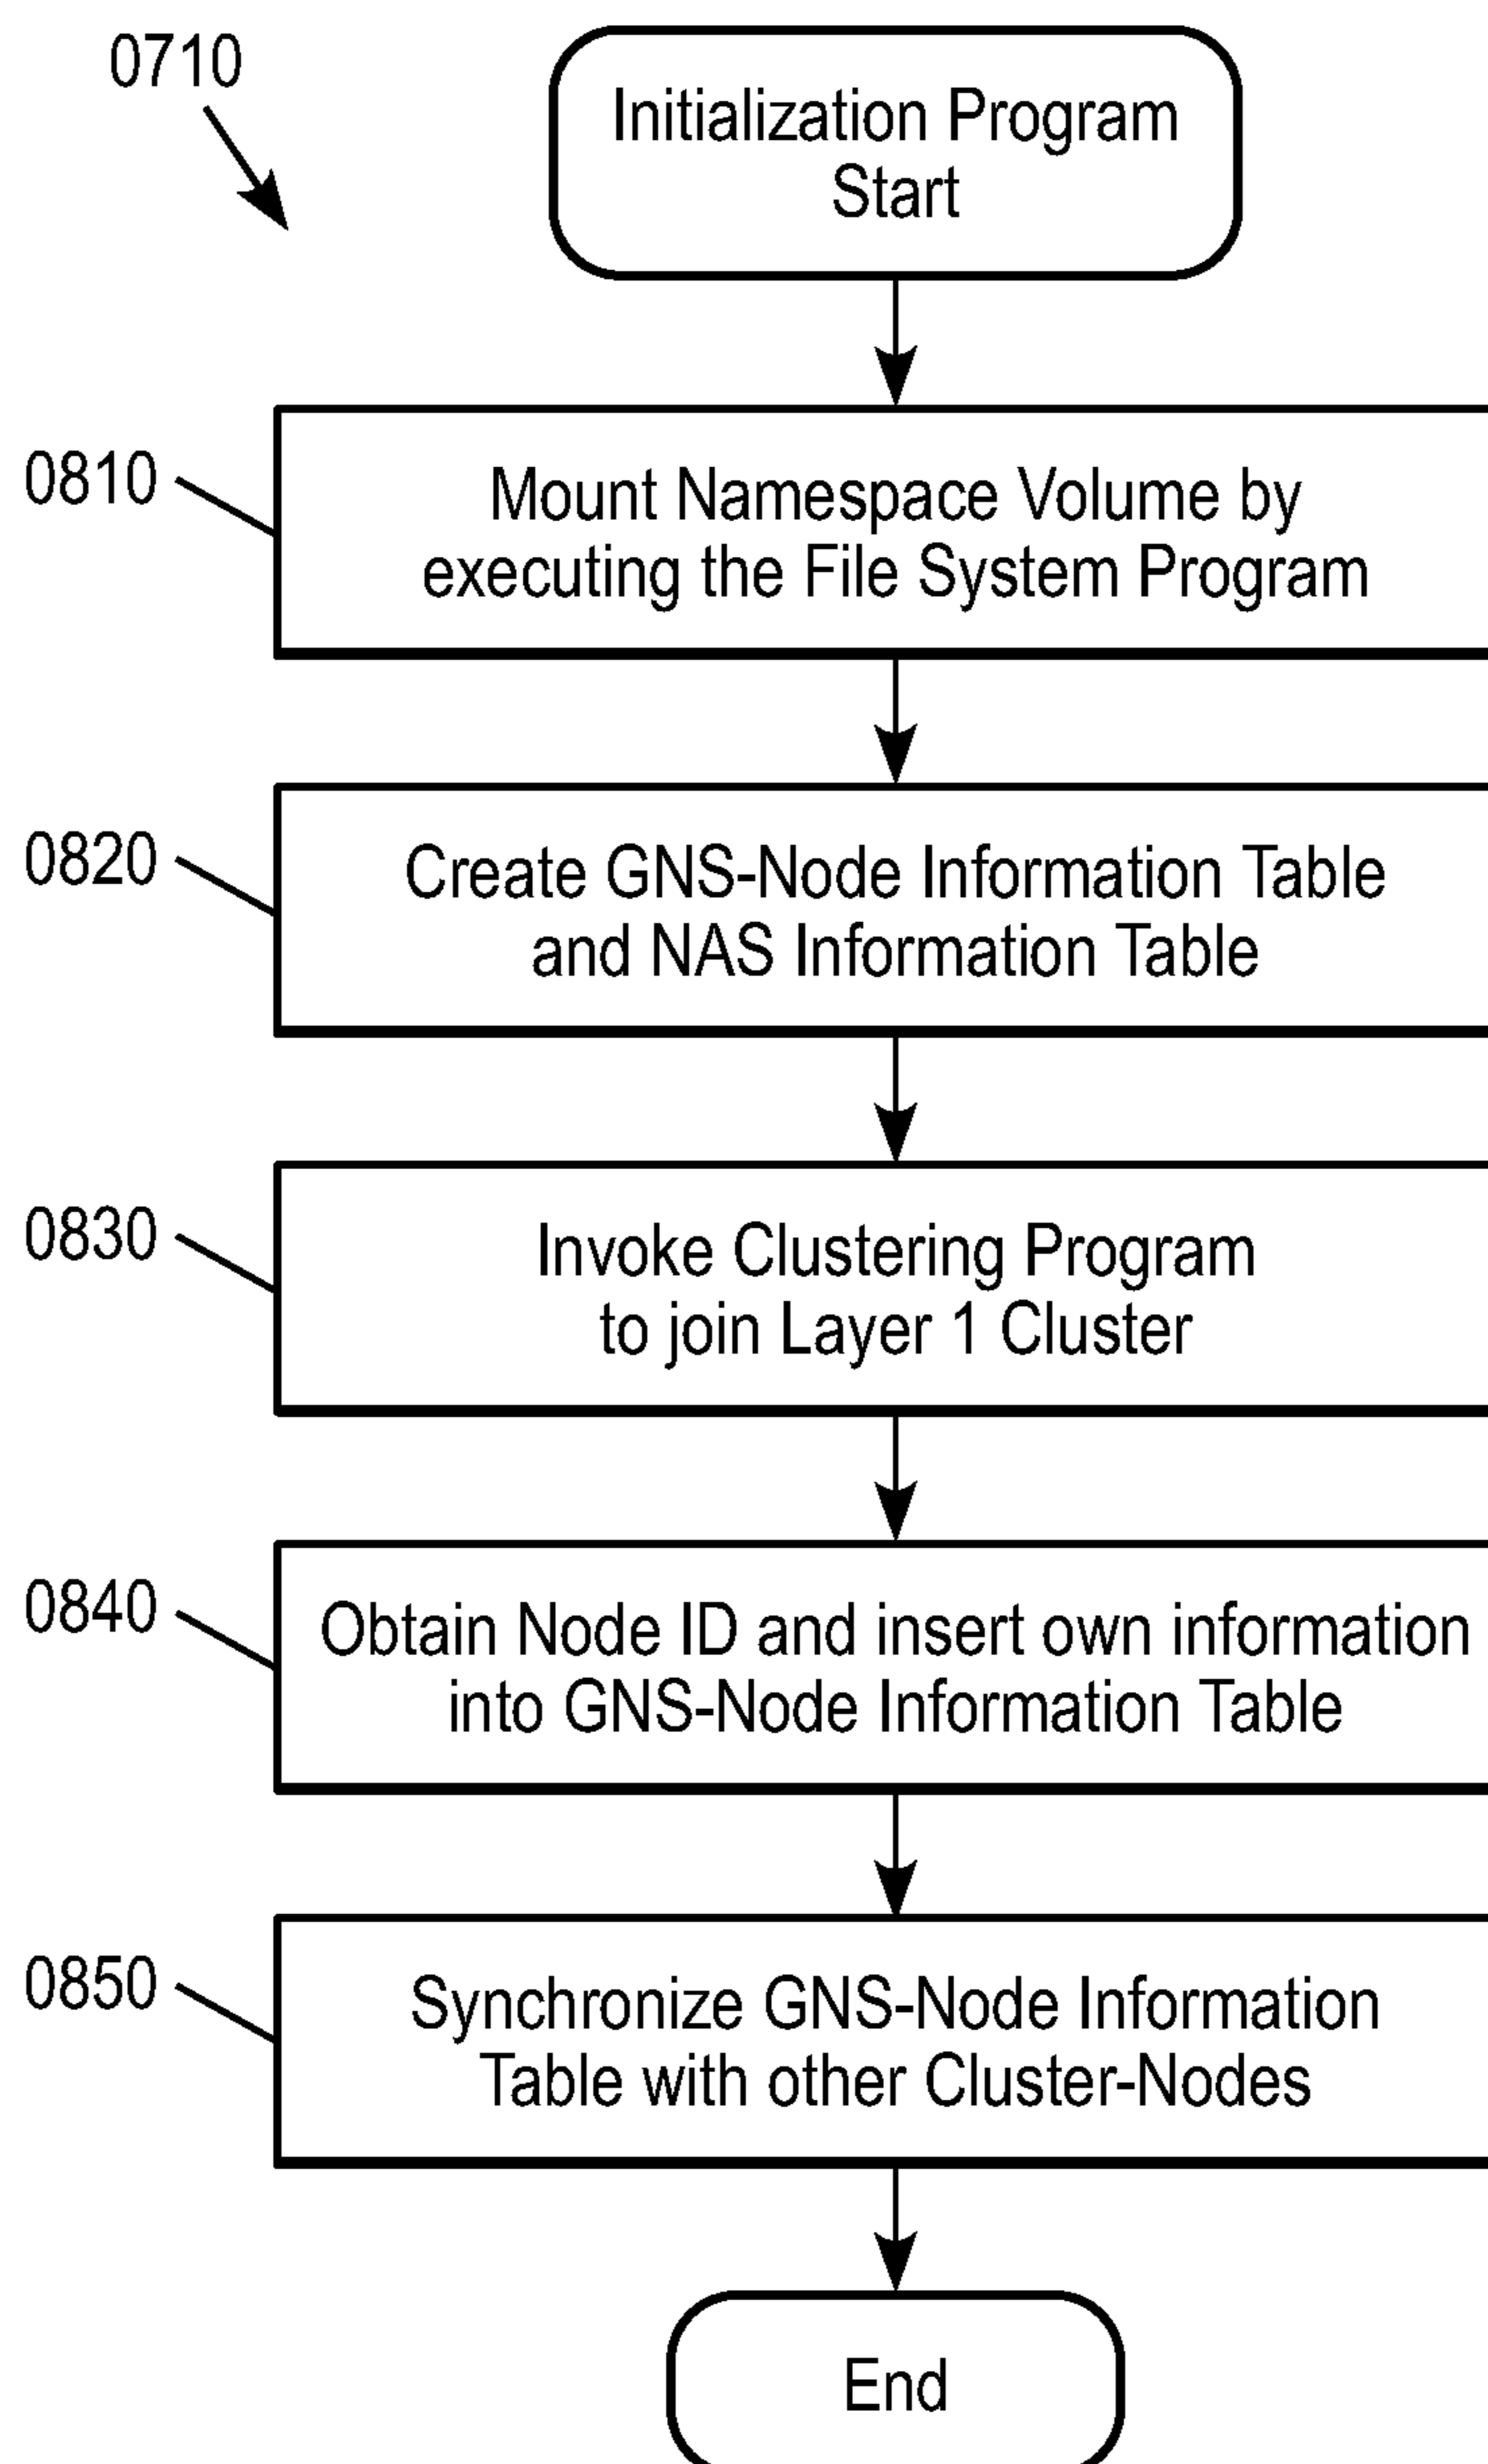 0710
Initialization Program
Start
0810
Mount Namespace Volume by
executing the File System Program
0820
Create GNS-Node Information Table
and NAS Information Table
0830
Invoke Clustering Program
to join Layer 1 Cluster
0840
Obtain Node ID and insert own information
into GNS-Node Information Table
0850
Synchronize GNS-Node Information
Table with other Cluster-Nodes
End